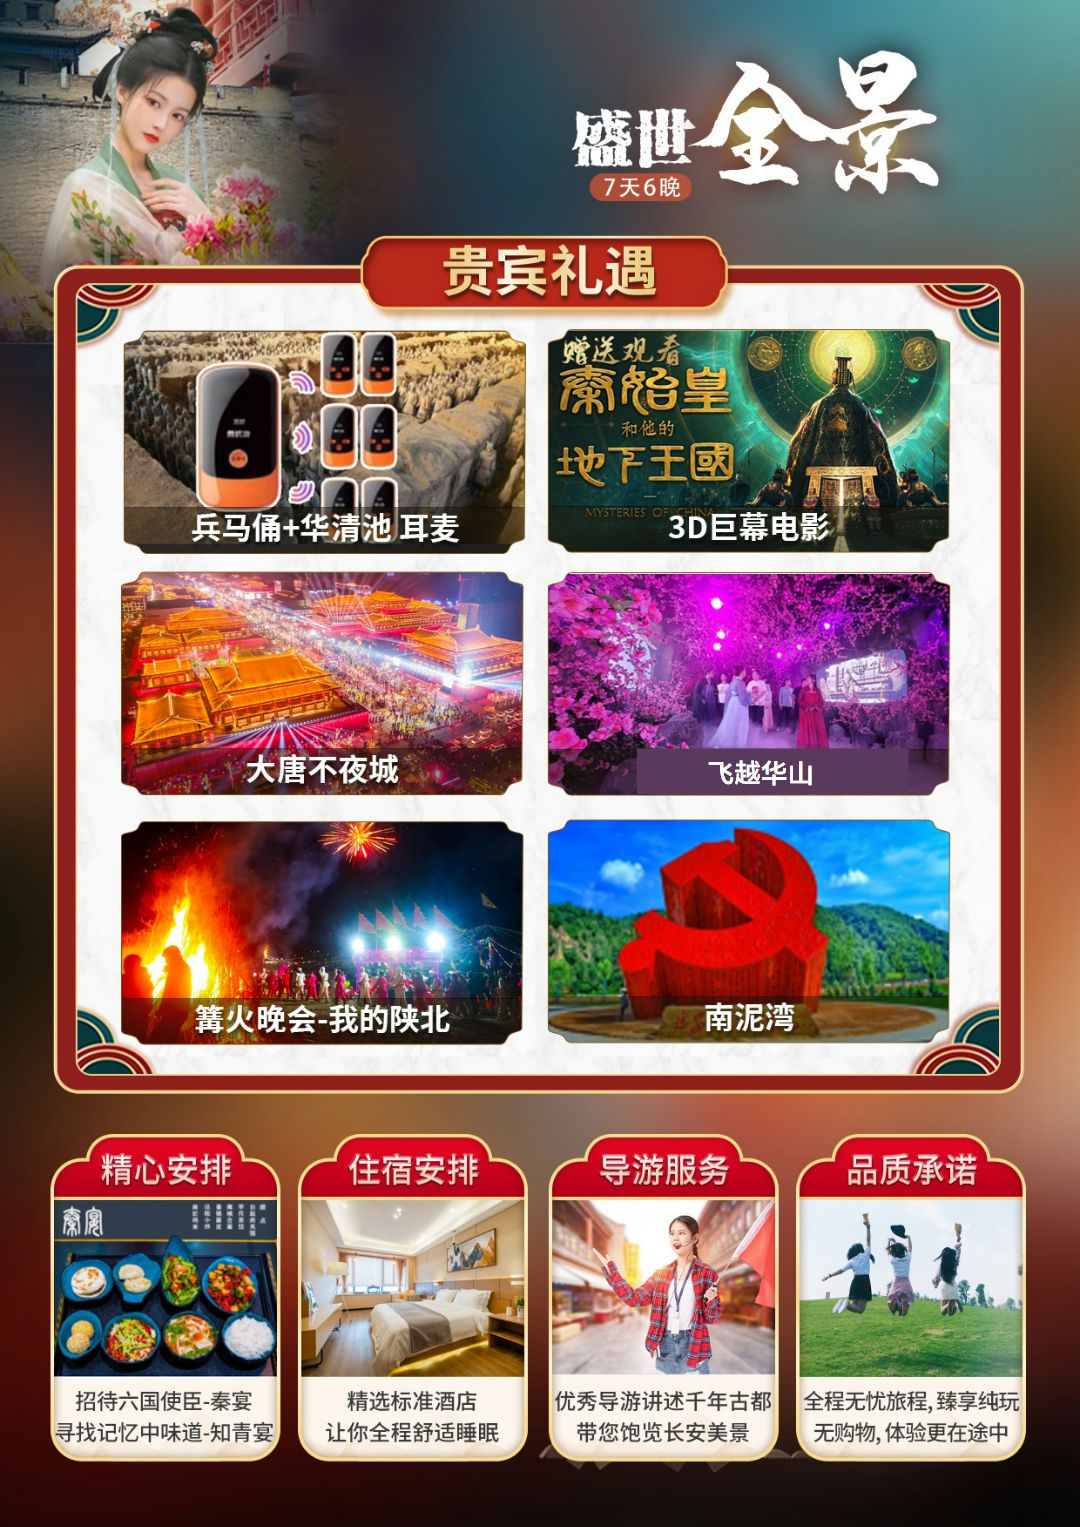 盛世全景
7天6晚
贵宾礼遇
兵马俑+华清池 耳麦
赠送观看
秦始皇
和他的
地下王國
MYSTERIES OF CHINA
3D巨幕电影
大唐不夜城
飞越华山
篝火晚会-我的陕北
南泥湾
精心安排
秦宴
招待六国使臣-秦宴
寻找记忆中味道-知青宴
住宿安排
精选标准酒店
让你全程舒适睡眠
导游服务
优秀导游讲述千年古都
带您饱览长安美景
品质承诺
全程无忧旅程,臻享纯玩
无购物,体验更在途中